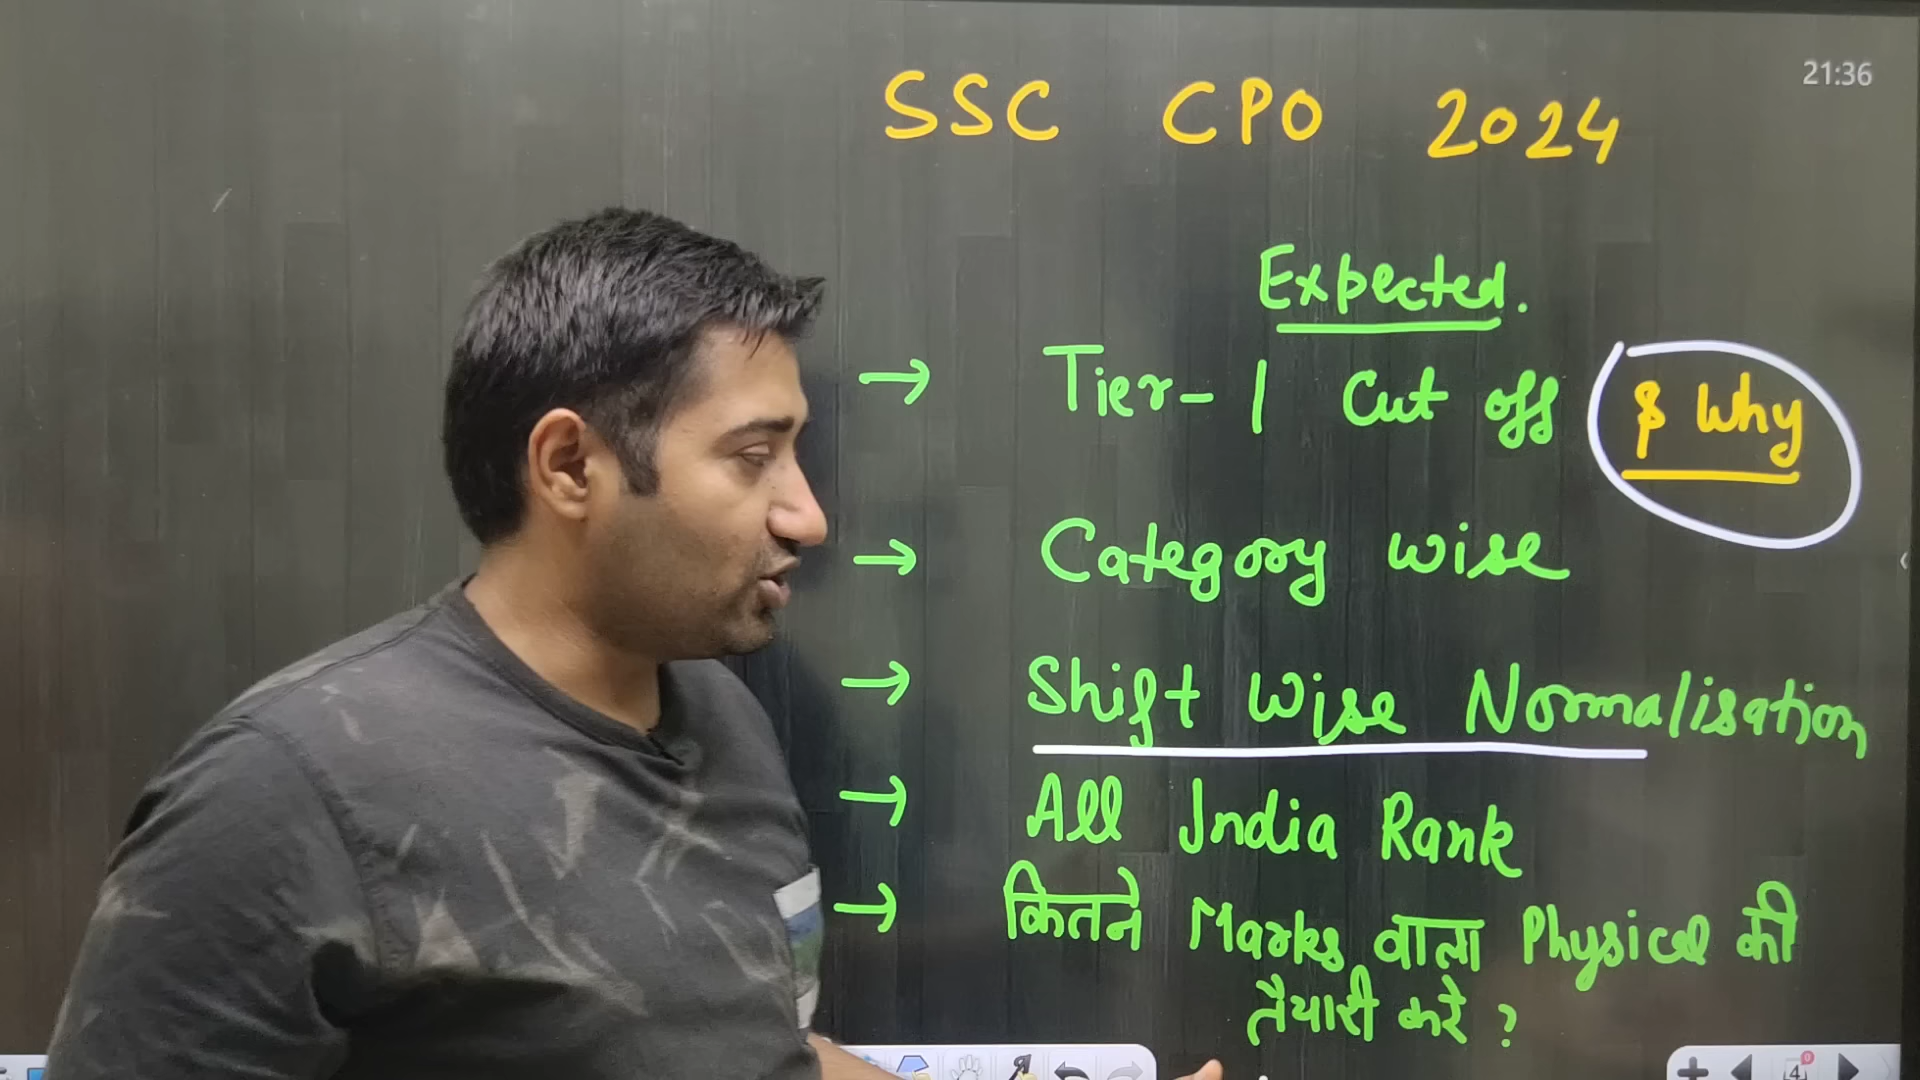 21:36
SSC CPO 2024
Expected.
→ Tier-1 Cut off & Why
→ Category wise
→ Shift Wise Normalisation
→ All India Rank
→ कितने Marks वाला Physical की
तैयारी करे ?
4